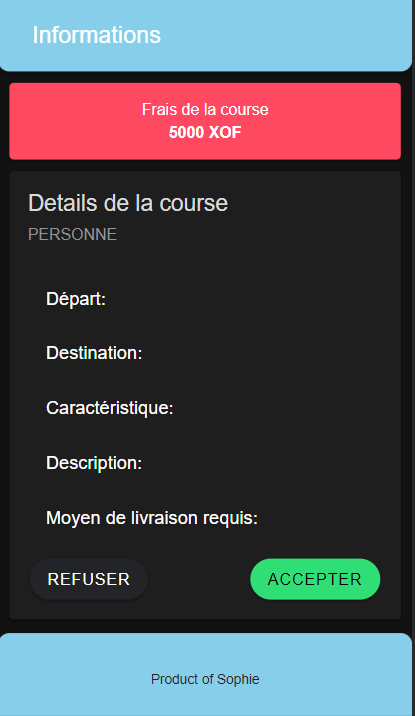 Informations
Frais de la course
5000 XOF
Details de la course
PERSONNE
Départ:
Destination:
Caractéristique:
Description:
Moyen de livraison requis:
REFUSER
ACCEPTER
Product of Sophie